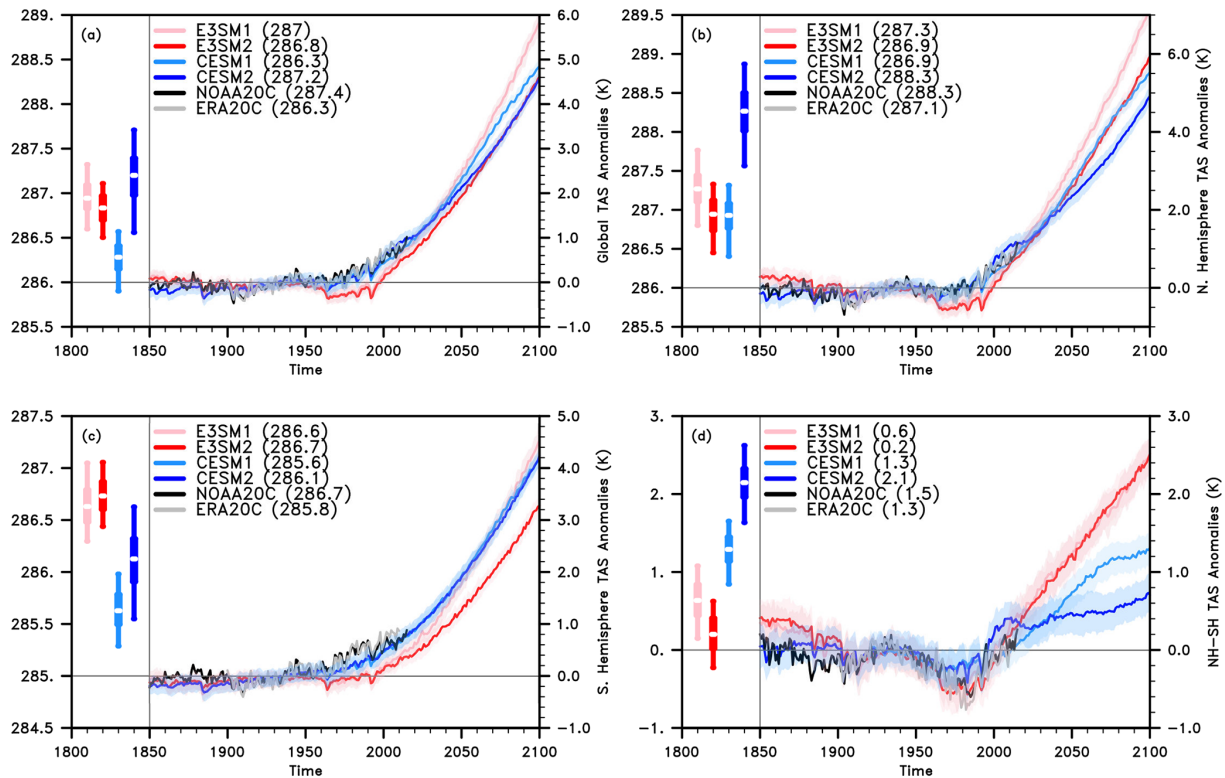 (a)
E3SM1 (287)
E3SM2 (286.8)
CESM1 (286.3)
CESM2 (287.2)
NOAA20C (287.4)
ERA20C (286.3)
289.
288.5
288.
287.5
287.
286.5
286.
285.5
6.0
5.0
4.0
3.0
2.0
1.0
0.0
−1.0
Global TAS Anomalies (K)
1800 1850 1900 1950 2000 2050 2100
Time
(b)
E3SM1 (287.3)
E3SM2 (286.9)
CESM1 (286.9)
CESM2 (288.3)
NOAA20C (288.3)
ERA20C (287.1)
289.5
289.
288.5
288.
287.5
287.
286.5
286.
285.5
6.0
4.0
2.0
0.0
N. Hemisphere TAS Anomalies (K)
1800 1850 1900 1950 2000 2050 2100
Time
(c)
E3SM1 (286.6)
E3SM2 (286.7)
CESM1 (285.6)
CESM2 (286.1)
NOAA20C (286.7)
ERA20C (285.8)
287.5
287.
286.5
286.
285.5
285.
284.5
5.0
4.0
3.0
2.0
1.0
0.0
−1.0
S. Hemisphere TAS Anomalies (K)
1800 1850 1900 1950 2000 2050 2100
Time
(d)
E3SM1 (0.6)
E3SM2 (0.2)
CESM1 (1.3)
CESM2 (2.1)
NOAA20C (1.5)
ERA20C (1.3)
3.
2.
1.
0.
−1.
3.0
2.0
1.0
0.0
−1.0
NH−SH TAS Anomalies (K)
1800 1850 1900 1950 2000 2050 2100
Time